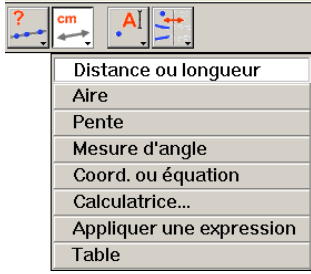 ? cm A
Distance ou longueur
Aire
Pente
Mesure d'angle
Coord. ou équation
Calculatrice...
Appliquer une expression
Table